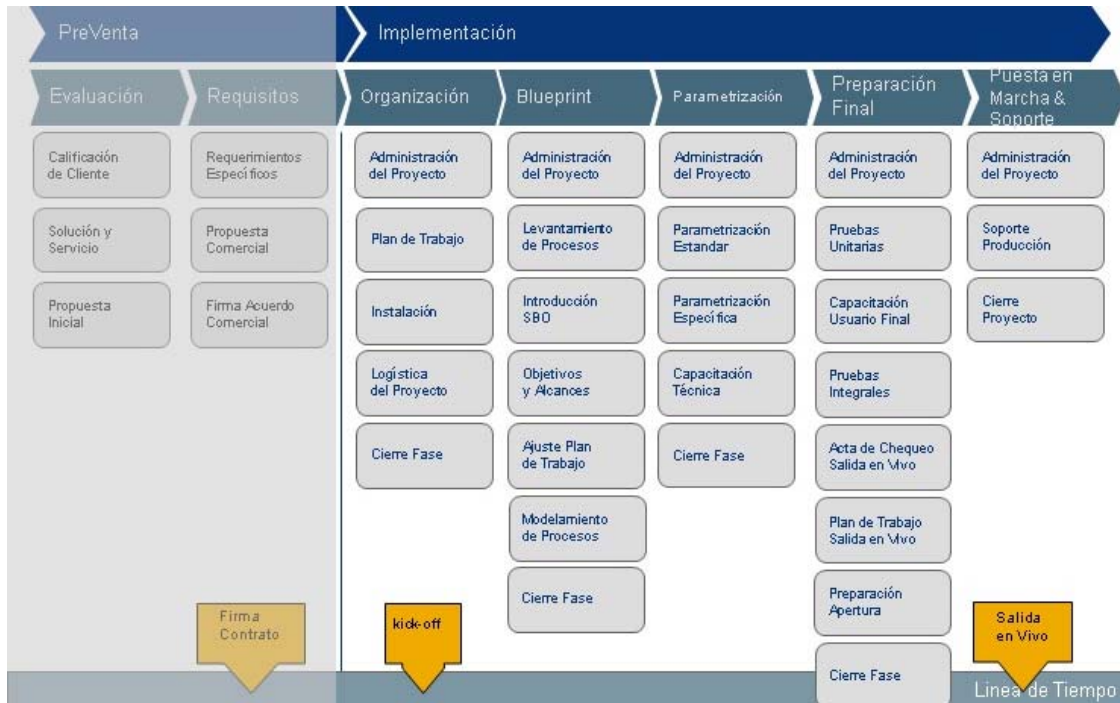 PreVenta
Implementación
Evaluación
Requisitos
Organización
Blueprint
Parametrización
Preparación
Final
Puesta en
Marcha &
Soporte
Calificación
de Cliente
Solución y
Servicio
Propuesta
Inicial
Requerimientos
Específicos
Propuesta
Comercial
Firma Acuerdo
Comercial
Administración
del Proyecto
Plan de Trabajo
Instalación
Logística
del Proyecto
Cierre Fase
Administración
del Proyecto
Levantamiento
de Procesos
Introducción
SBO
Objetivos
y Alcances
Ajuste Plan
de Trabajo
Modelamiento
de Procesos
Cierre Fase
Administración
del Proyecto
Parametrización
Estandar
Parametrización
Específica
Capacitación
Técnica
Cierre Fase
Administración
del Proyecto
Pruebas
Unitarias
Capacitación
Usuario Final
Pruebas
Integrales
Acta de Chequeo
Salida en Vivo
Plan de Trabajo
Salida en Vivo
Preparación
Apertura
Cierre Fase
Administración
del Proyecto
Soporte
Producción
Cierre
Proyecto
Firma
Contrato
kick-off
Salida
en Vivo
Linea de Tiempo